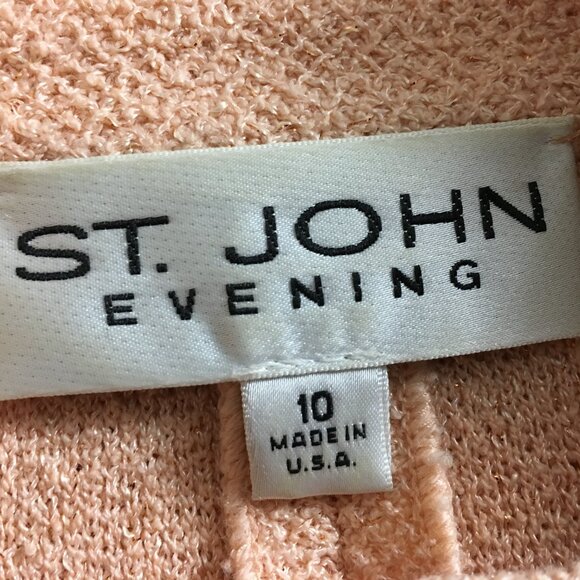 ST. JOHN
EVENING
10
MADE IN
U.S.A.